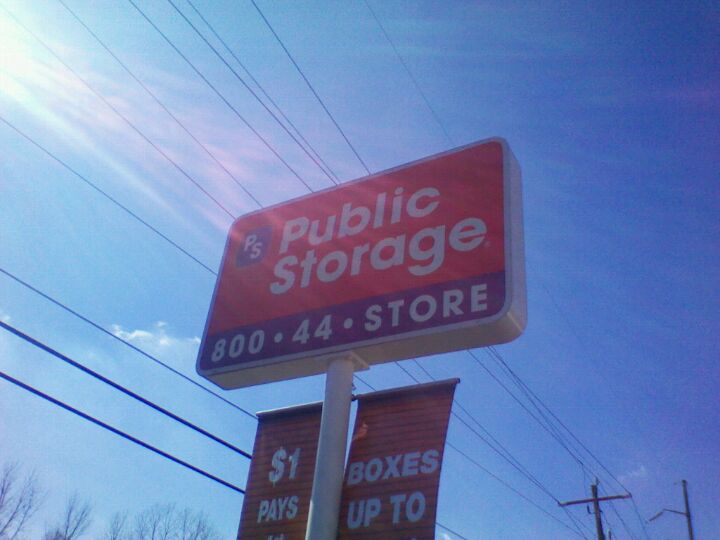 PS
Public
Storage
800 • 44 • STORE
$1
PAYS
BOXES
UP TO